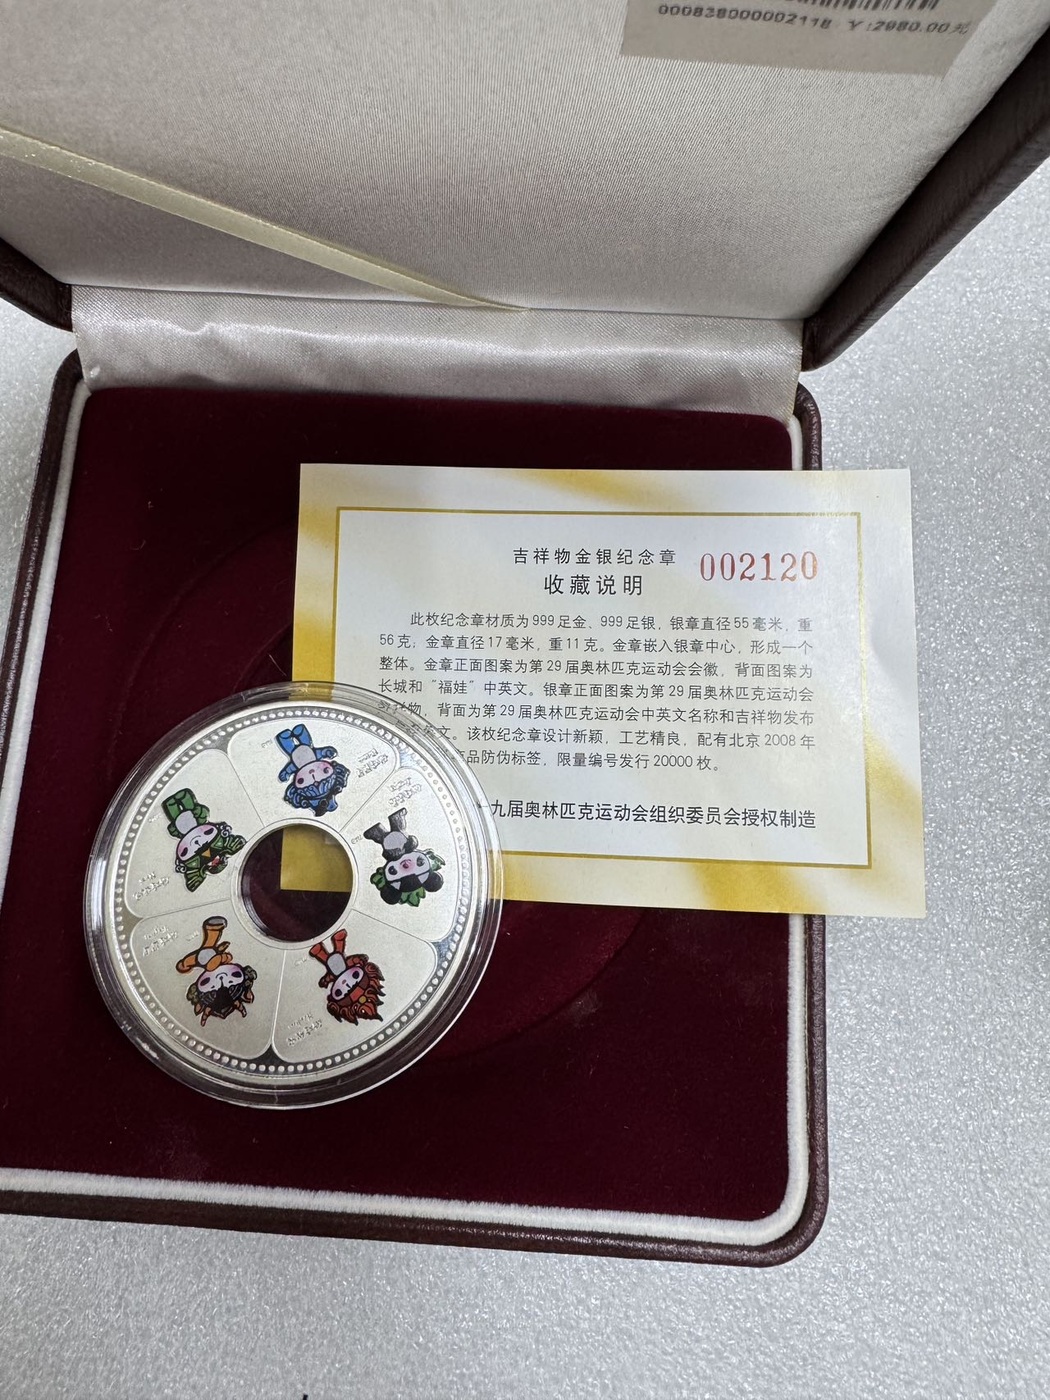 000838000002118 ￥:2980.00元
吉祥物金银纪念章 002120
收藏说明
此枚纪念章材质为999足金、999足银，银章直径55毫米，重
56克；金章直径17毫米，重11克。金章嵌入银章中心，形成一个
整体。金章正面图案为第29届奥林匹克运动会会徽，背面图案为
长城和“福娃”中英文。银章正面图案为第29届奥林匹克运动会
祥物，背面为第29届奥林匹克运动会中英文名称和吉祥物发布
文。该枚纪念章设计新颖，工艺精良，配有北京2008年
品防伪标签，限量编号发行20000枚。
九届奥林匹克运动会组织委员会授权制造